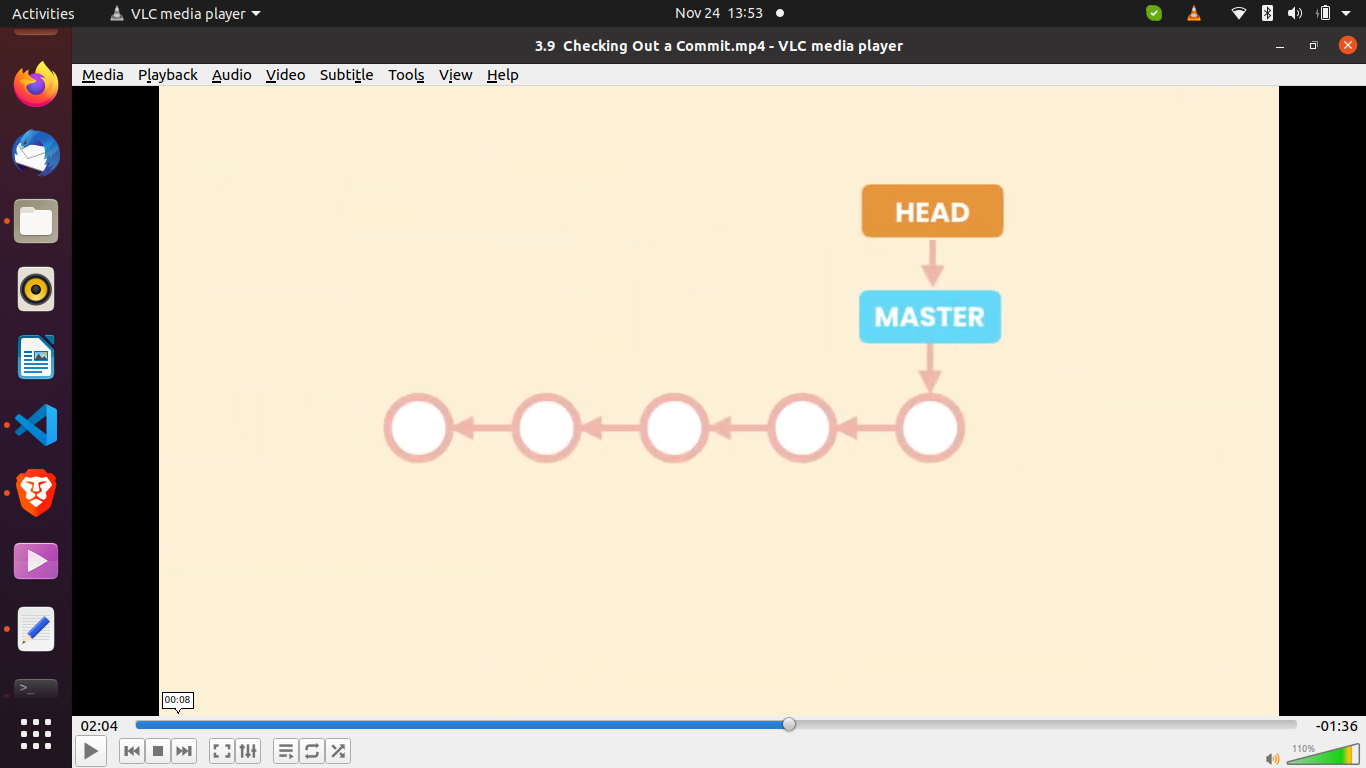 Activities VLC media player Nov 24 13:53
3.9 Checking Out a Commit.mp4 - VLC media player
Media Playback Audio Video Subtitle Tools View Help
HEAD
MASTER
00:08
02:04 -01:36
110%